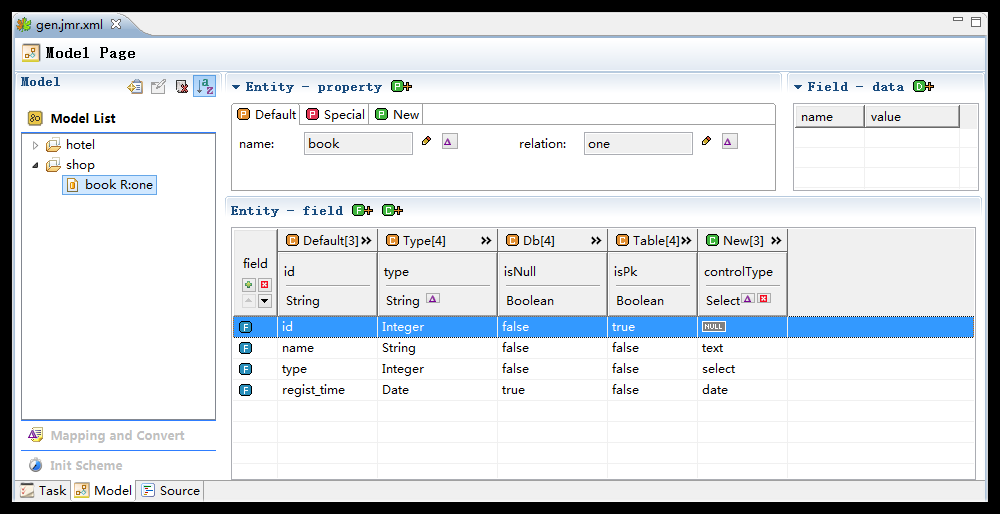 gen.jmr.xml
Model Page
Model
Model List
hotel
shop
book R:one
Mapping and Convert
Init Scheme
Entity - property
Default Special New
name: book relation: one
Field - data
name value
Entity - field
field Default[3] Type[4] Db[4] Table[4] New[3]
id type isNull isPk controlType
String String Boolean Boolean Select
id Integer false true NULL
name String false false text
type Integer false false select
regist_time Date true false date
Task Model Source